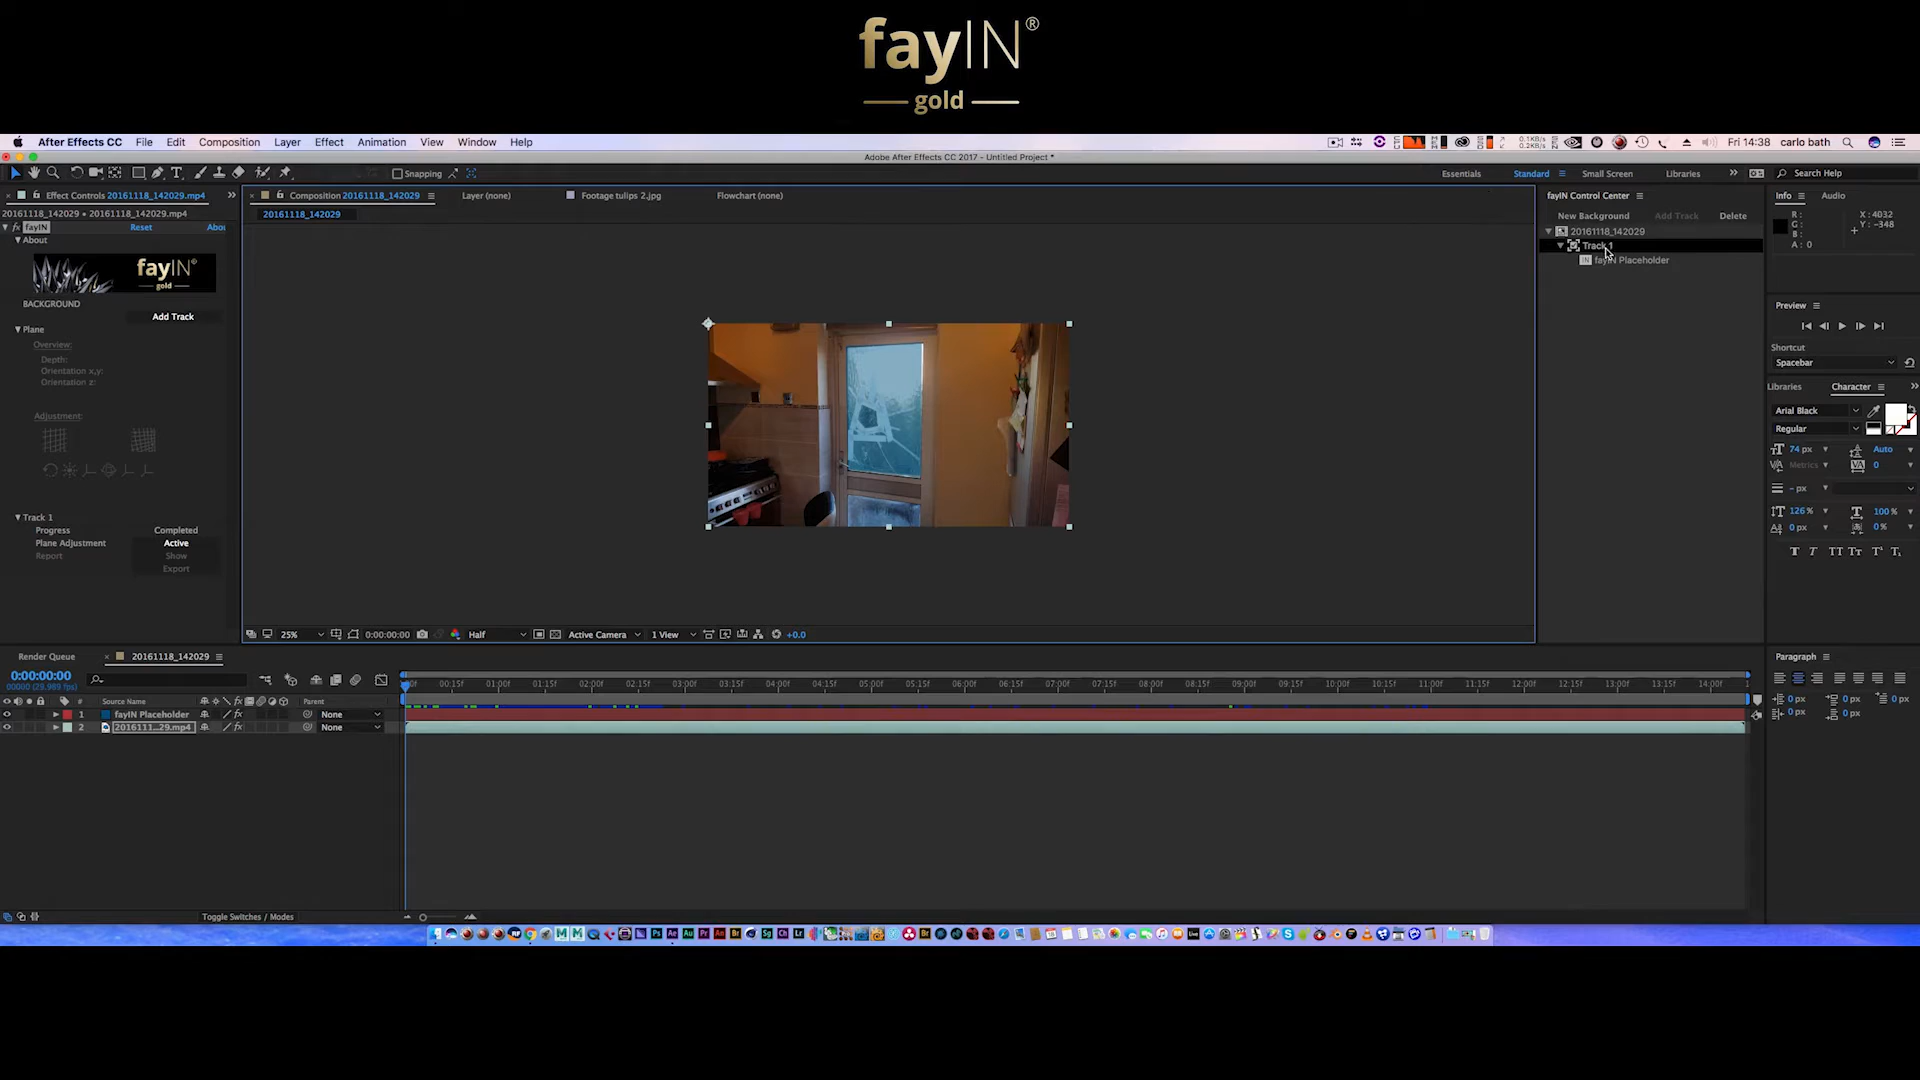 fayIN®
gold
After Effects CC File Edit Composition Layer Effect Animation View Window Help
0.1KB/s
0.2KB/s
Fri 14:38 carlo bath
Adobe After Effects CC 2017 - Untitled Project *
Snapping
Essentials Standard Small Screen Libraries Search Help
Effect Controls 20161118_142029.mp4
Composition 20161118_142029
Layer (none)
Footage tulips 2.jpg
Flowchart (none)
fayIN Control Center
Info Audio
20161118_142029 • 20161118_142029.mp4
20161118_142029
New Background Add Track Delete
R:
G:
B:
A: 0
X: 4032
Y: -348
fx fayIN Reset Abou
About
fayIN
gold
BACKGROUND
Add Track
Plane
Overview:
Depth:
Orientation x,y:
Orientation z:
Adjustment:
Track 1
Progress Completed
Plane Adjustment Active
Report Show
Export
20161118_142029
Track 1
IN fayIN Placeholder
Preview
Shortcut
Spacebar
Libraries Character
Arial Black
Regular
74 px Auto
Metrics 0
- px
126 % 100 %
0 px 0 %
25% 0:00:00:00 Half Active Camera 1 View +0.0
Render Queue 20161118_142029
Paragraph
0:00:00:00
00000 (29.989 fps)
00:15f 01:00f 01:15f 02:00f 02:15f 03:00f 03:15f 04:00f 04:15f 05:00f 05:15f 06:00f 06:15f 07:00f 07:15f 08:00f 08:15f 09:00f 09:15f 10:00f 10:15f 11:00f 11:15f 12:00f 12:15f 13:00f 13:15f 14:00f
# Source Name Parent
1 fayIN Placeholder None
2 2016111...29.mp4 None
0 px 0 px 0 px
0 px 0 px
Toggle Switches / Modes